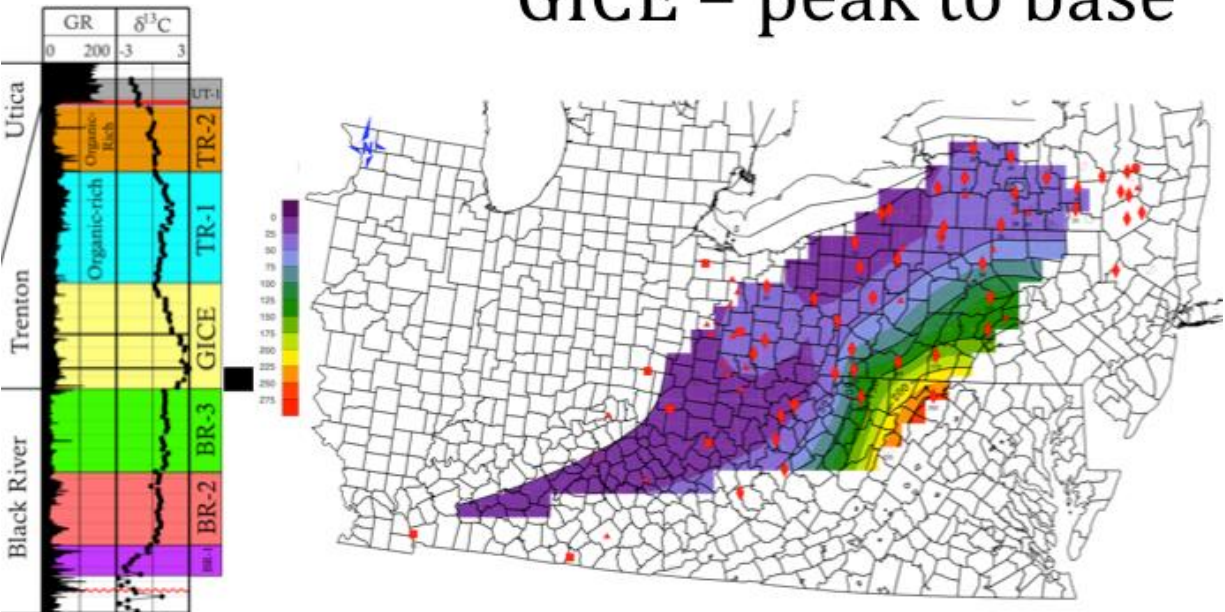 GICE – peak to base
GR δ¹³C
0 200 -3 3
Utica
Trenton
Black River
UT-1
Organic-
Rich
TR-2
Organic-rich
TR-1
GICE
BR-3
BR-2
BR-1
0
25
50
75
100
125
150
175
200
225
250
275
N